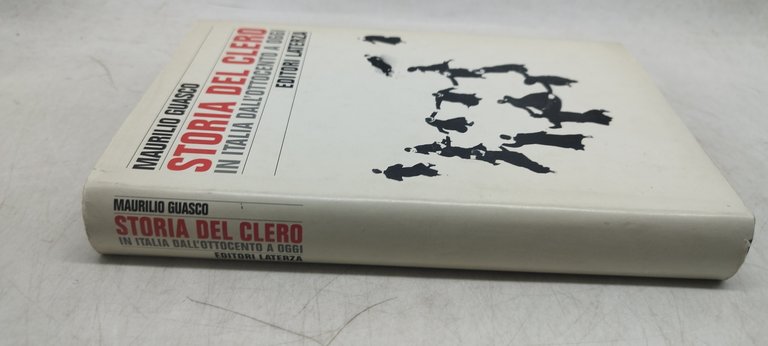 MAURILIO GUASCO
STORIA DEL CLERO
IN ITALIA DALL'OTTOCENTO A OGGI
EDITORI LATERZA
MAURILIO GUASCO
STORIA DEL CLERO
IN ITALIA DALL'OTTOCENTO A OGGI
EDITORI LATERZA